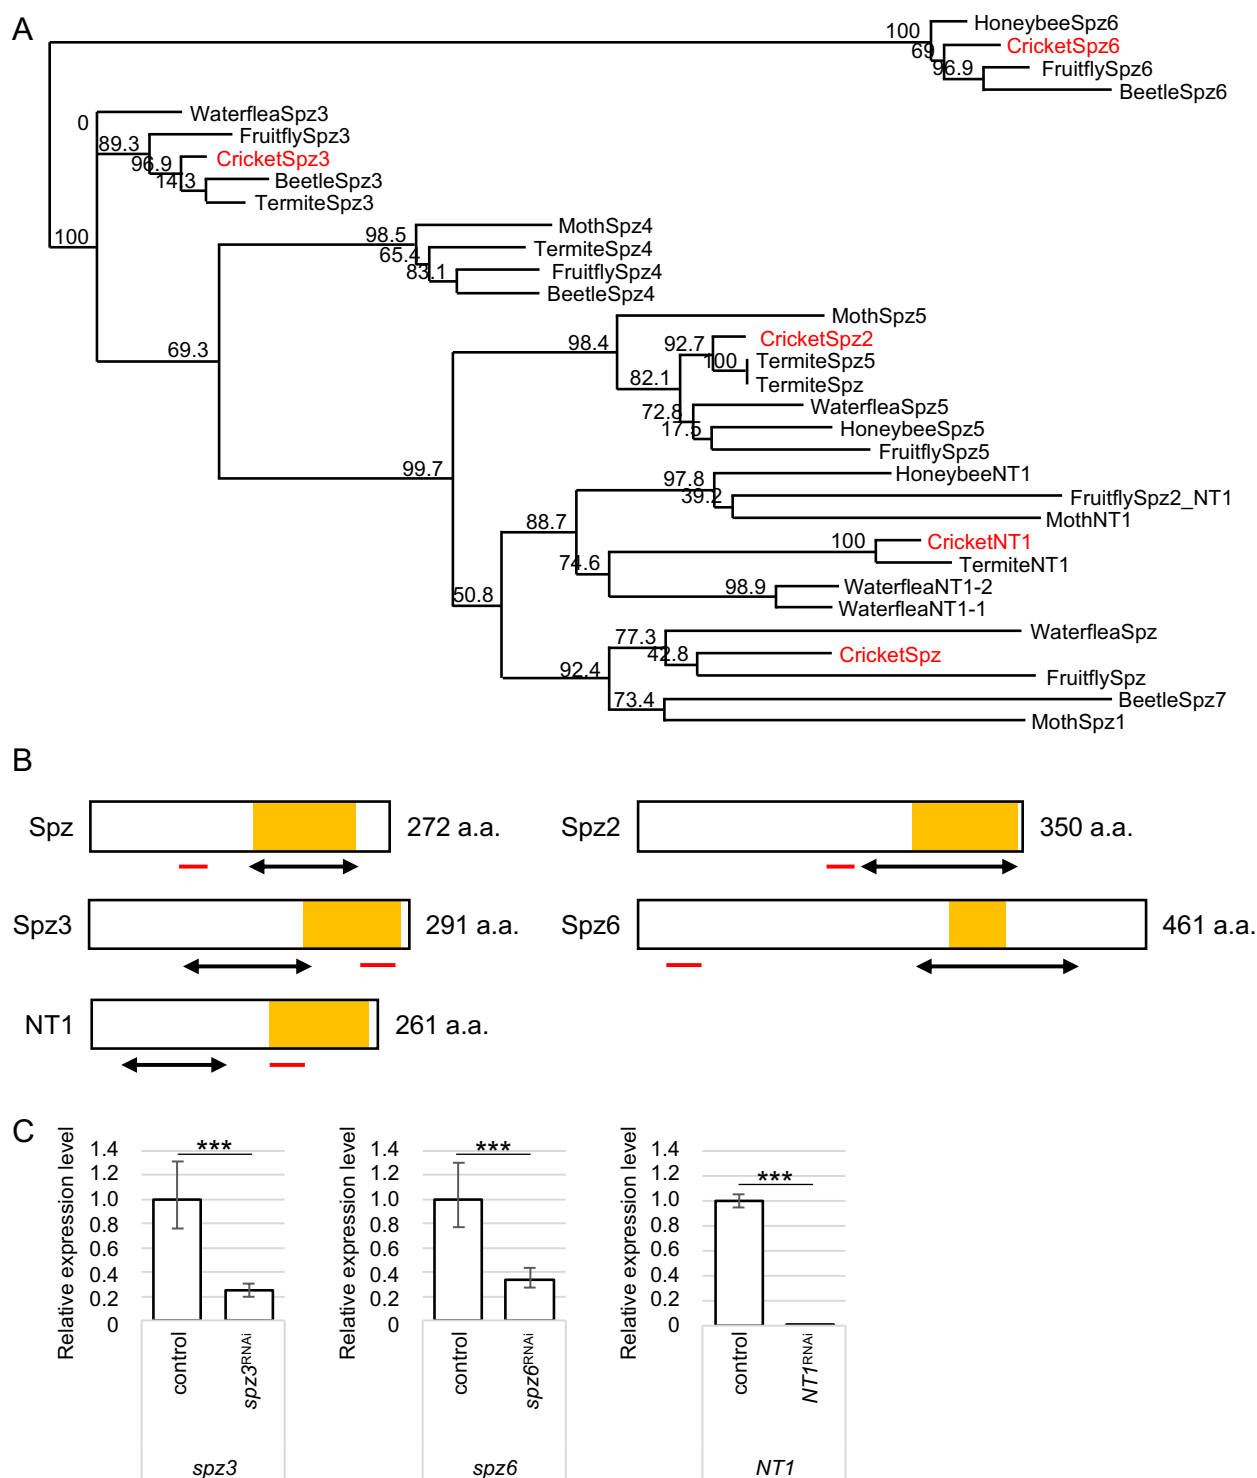 A
100
HoneybeeSpz6
69
CricketSpz6
96.9
FruitflySpz6
BeetleSpz6
0
WaterfleaSpz3
89.3
FruitflySpz3
96.9
CricketSpz3
14.3
BeetleSpz3
TermiteSpz3
100
98.5
MothSpz4
65.4
TermiteSpz4
83.1
FruitflySpz4
BeetleSpz4
69.3
98.4
MothSpz5
92.7
CricketSpz2
100
TermiteSpz5
82.1
TermiteSpz
72.8
WaterfleaSpz5
17.5
HoneybeeSpz5
FruitflySpz5
99.7
97.8
HoneybeeNT1
39.2
FruitflySpz2_NT1
MothNT1
88.7
100
CricketNT1
74.6
TermiteNT1
98.9
WaterfleaNT1-2
WaterfleaNT1-1
50.8
77.3
WaterfleaSpz
42.8
CricketSpz
92.4
FruitflySpz
73.4
BeetleSpz7
MothSpz1
B
Spz 272 a.a.
Spz2 350 a.a.
Spz3 291 a.a.
Spz6 461 a.a.
NT1 261 a.a.
C
Relative expression level
1.4
1.2
1.0
0.8
0.6
0.4
0.2
0
***
control
spz3RNAi
spz3
Relative expression level
1.4
1.2
1.0
0.8
0.6
0.4
0.2
0
***
control
spz6RNAi
spz6
Relative expression level
1.4
1.2
1.0
0.8
0.6
0.4
0.2
0
***
control
NT1RNAi
NT1